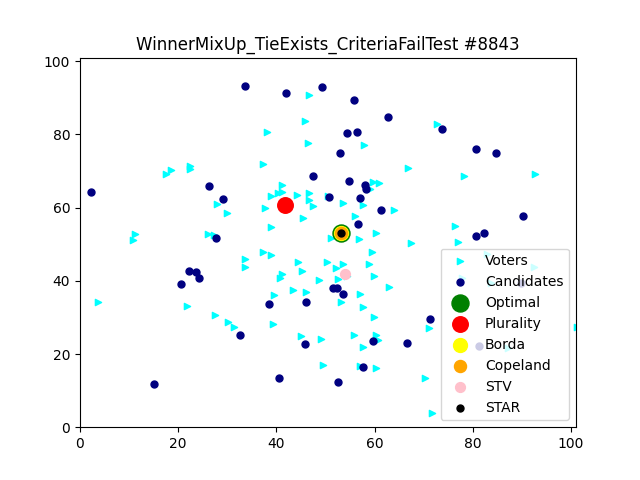 WinnerMixUp_TieExists_CriteriaFailTest #8843
100
80
60
40
20
0
0
20
40
60
80
100
Voters
Candidates
Optimal
Plurality
Borda
Copeland
STV
STAR